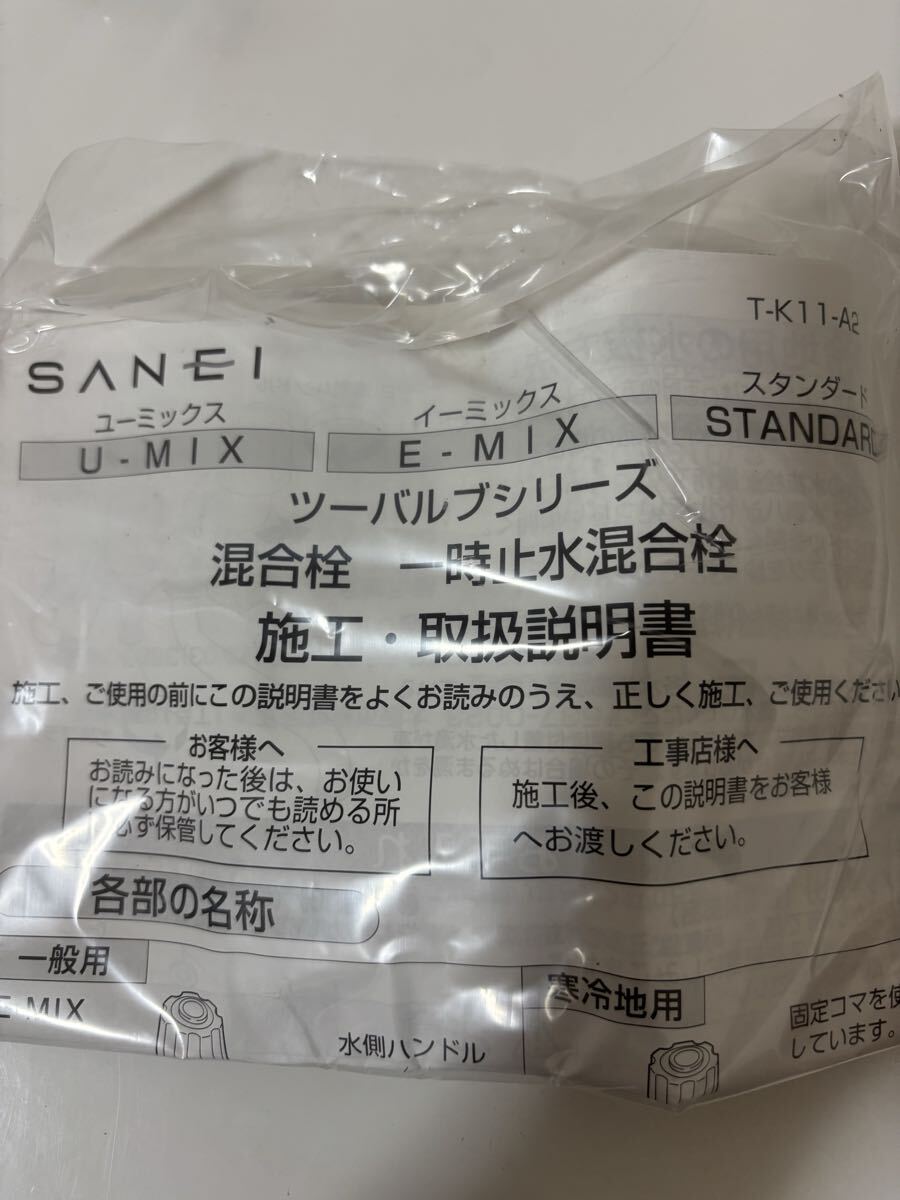 T-K11-A2
SANEI
ユーミックス イーミックス スタンダード
U-MIX E-MIX STANDARD
ツーバルブシリーズ
混合栓 一時止水混合栓
施工・取扱説明書
施工、ご使用の前にこの説明書をよくお読みのうえ、正しく施工、ご使用ください
お客様へ
お読みになった後は、お使い
になる方がいつでも読める所
に必ず保管してください。
工事店様へ
施工後、この説明書をお客様
へお渡しください。
各部の名称
一般用
E-MIX
水側ハンドル
寒冷地用
固定コマを使
しています。